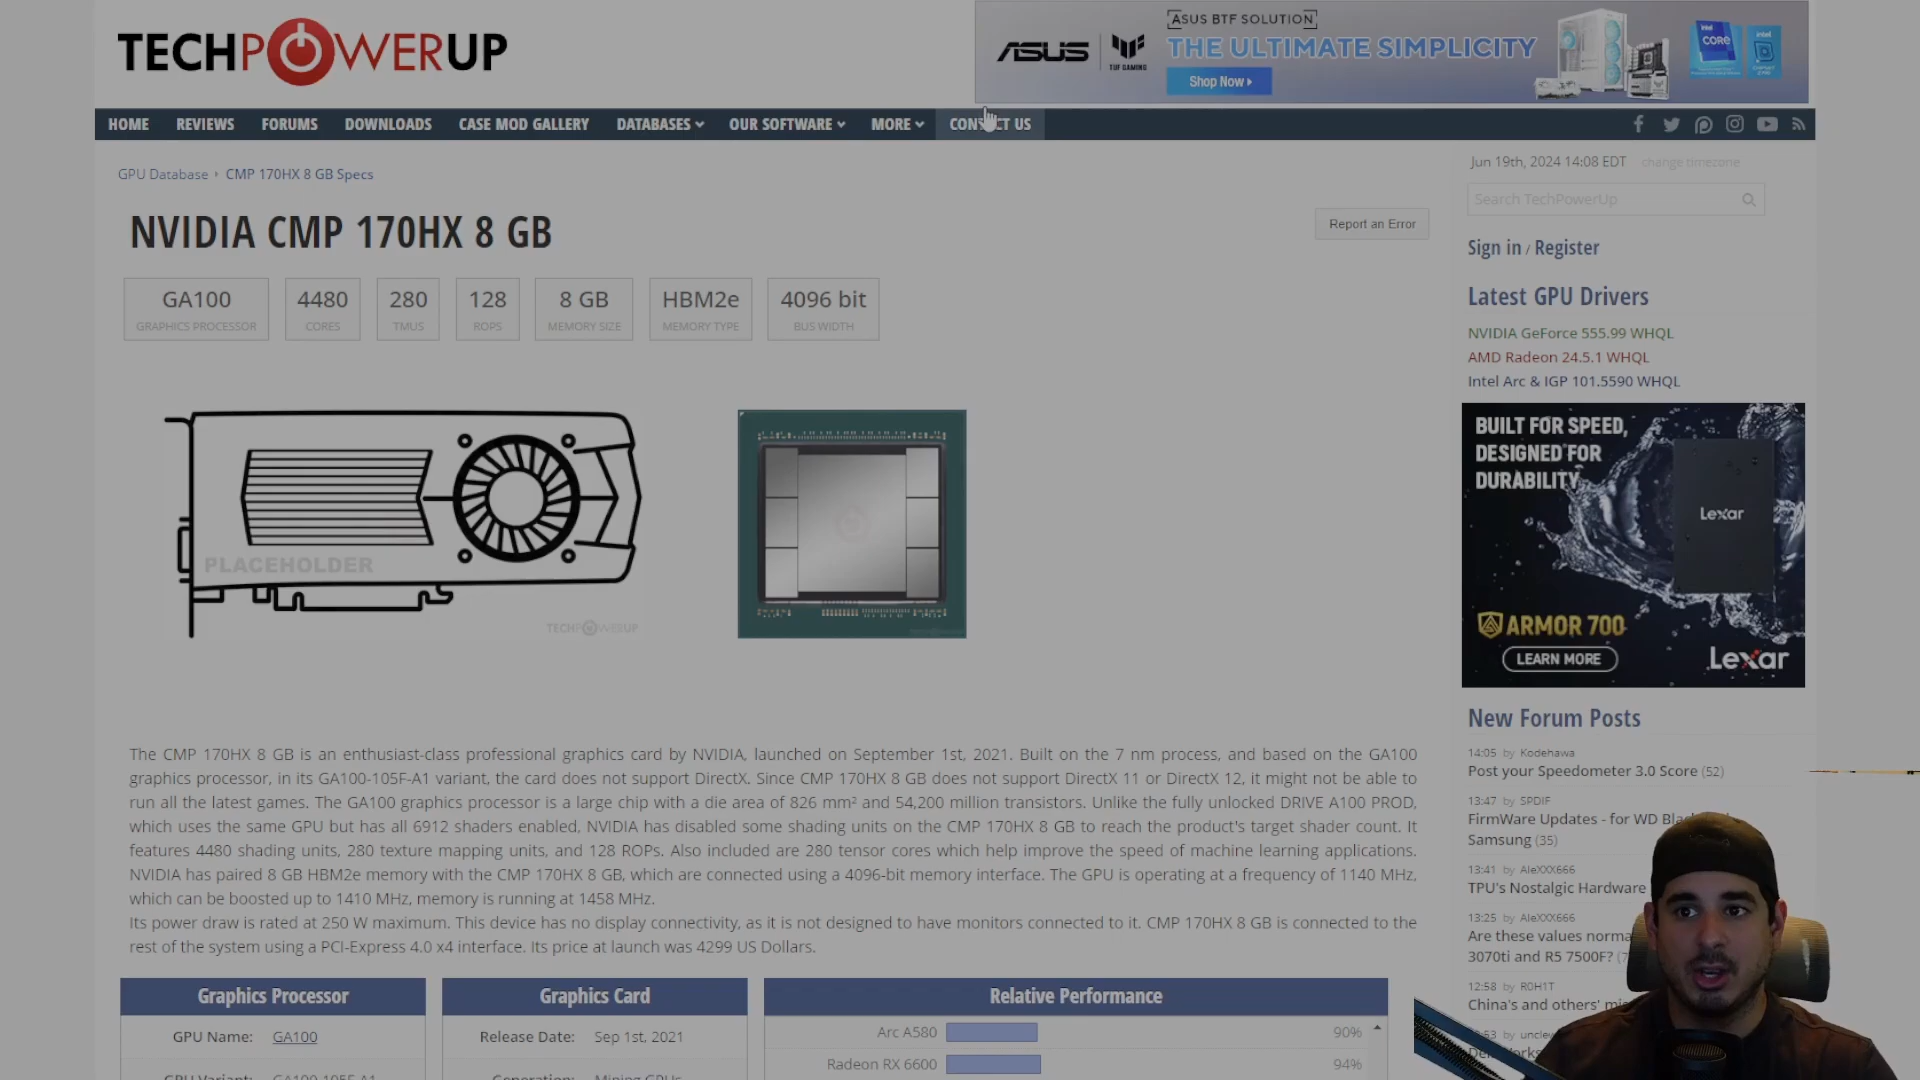 TECHPOWERUP
ASUS
TUF GAMING
ASUS BTF SOLUTION
THE ULTIMATE SIMPLICITY
Shop Now
intel
CORE
intel
HOME
REVIEWS
FORUMS
DOWNLOADS
CASE MOD GALLERY
DATABASES
OUR SOFTWARE
MORE
CONTACT US
GPU Database › CMP 170HX 8 GB Specs
NVIDIA CMP 170HX 8 GB
Report an Error
GA100
GRAPHICS PROCESSOR
4480
CORES
280
TMUS
128
ROPS
8 GB
MEMORY SIZE
HBM2e
MEMORY TYPE
4096 bit
BUS WIDTH
PLACEHOLDER
TECHPOWERUP
The CMP 170HX 8 GB is an enthusiast-class professional graphics card by NVIDIA, launched on September 1st, 2021. Built on the 7 nm process, and based on the GA100
graphics processor, in its GA100-105F-A1 variant, the card does not support DirectX. Since CMP 170HX 8 GB does not support DirectX 11 or DirectX 12, it might not be able to
run all the latest games. The GA100 graphics processor is a large chip with a die area of 826 mm² and 54,200 million transistors. Unlike the fully unlocked DRIVE A100 PROD,
which uses the same GPU but has all 6912 shaders enabled, NVIDIA has disabled some shading units on the CMP 170HX 8 GB to reach the product's target shader count. It
features 4480 shading units, 280 texture mapping units, and 128 ROPs. Also included are 280 tensor cores which help improve the speed of machine learning applications.
NVIDIA has paired 8 GB HBM2e memory with the CMP 170HX 8 GB, which are connected using a 4096-bit memory interface. The GPU is operating at a frequency of 1140 MHz,
which can be boosted up to 1410 MHz, memory is running at 1458 MHz.
Its power draw is rated at 250 W maximum. This device has no display connectivity, as it is not designed to have monitors connected to it. CMP 170HX 8 GB is connected to the
rest of the system using a PCI-Express 4.0 x4 interface. Its price at launch was 4299 US Dollars.
Graphics Processor
GPU Name: GA100
GPU Variant: GA100-105F-A1
Graphics Card
Release Date: Sep 1st, 2021
Generation: Mining GPUs
Relative Performance
Arc A580 90%
Radeon RX 6600 94%
Jun 19th, 2024 14:08 EDT change timezone
Search TechPowerUp
Sign in / Register
Latest GPU Drivers
NVIDIA GeForce 555.99 WHQL
AMD Radeon 24.5.1 WHQL
Intel Arc & IGP 101.5590 WHQL
BUILT FOR SPEED,
DESIGNED FOR
DURABILITY
Lexar
ARMOR 700
LEARN MORE
Lexar
New Forum Posts
14:05 by Kodehawa
Post your Speedometer 3.0 Score (52)
13:47 by SPDIF
FirmWare Updates - for WD
Samsung (35)
13:41 by AleXXX666
TPU's Nostalgic Hardware
13:25 by AleXXX666
Are these values
3070ti and R5 7500F?
12:58 by R0H1T
China's and others'